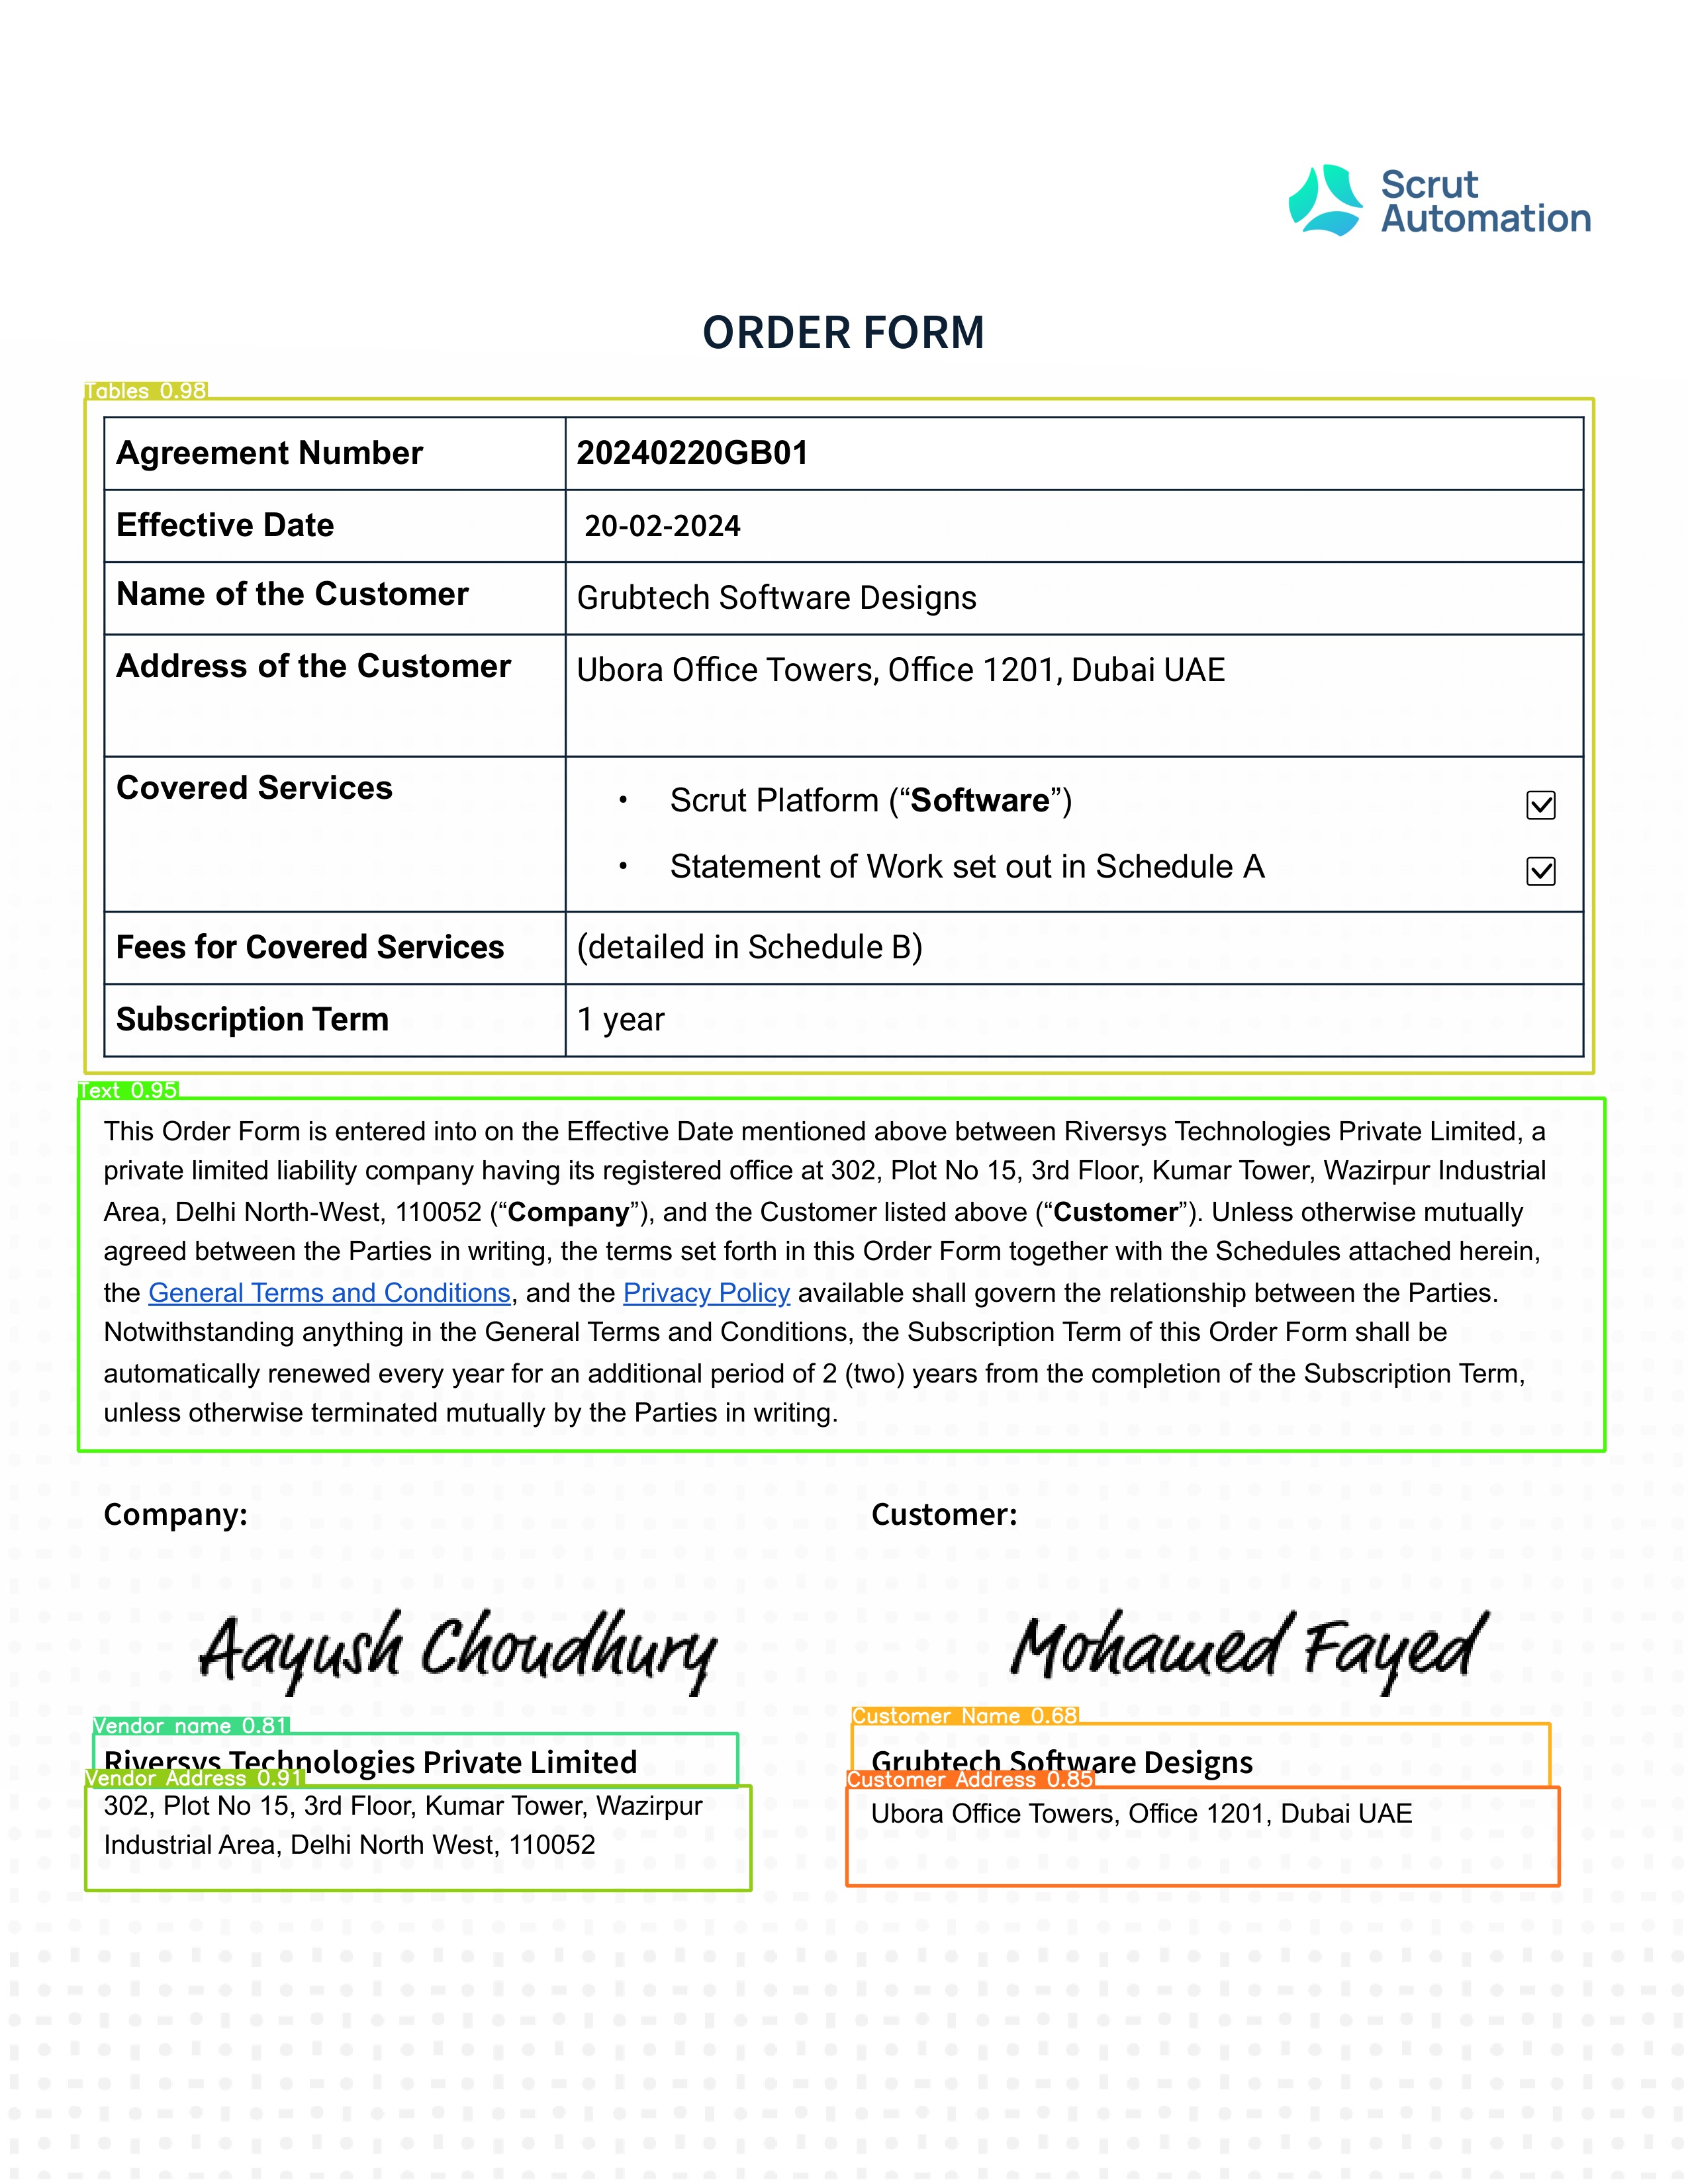 Scrut
Automation
ORDER FORM
Tables 0.98
Agreement Number 20240220GB01
Effective Date 20-02-2024
Name of the Customer Grubtech Software Designs
Address of the Customer Ubora Office Towers, Office 1201, Dubai UAE
Covered Services • Scrut Platform (“Software”)
• Statement of Work set out in Schedule A
Fees for Covered Services (detailed in Schedule B)
Subscription Term 1 year
Text 0.95
This Order Form is entered into on the Effective Date mentioned above between Riversys Technologies Private Limited, a
private limited liability company having its registered office at 302, Plot No 15, 3rd Floor, Kumar Tower, Wazirpur Industrial
Area, Delhi North-West, 110052 (“Company”), and the Customer listed above (“Customer”). Unless otherwise mutually
agreed between the Parties in writing, the terms set forth in this Order Form together with the Schedules attached herein,
the General Terms and Conditions, and the Privacy Policy available shall govern the relationship between the Parties.
Notwithstanding anything in the General Terms and Conditions, the Subscription Term of this Order Form shall be
automatically renewed every year for an additional period of 2 (two) years from the completion of the Subscription Term,
unless otherwise terminated mutually by the Parties in writing.
Company: Customer:
Aayush Choudhury Mohamed Fayed
Vendor name 0.81 Customer Name 0.68
Riversys Technologies Private Limited Grubtech Software Designs
Vendor Address 0.91 Customer Address 0.85
302, Plot No 15, 3rd Floor, Kumar Tower, Wazirpur Ubora Office Towers, Office 1201, Dubai UAE
Industrial Area, Delhi North West, 110052